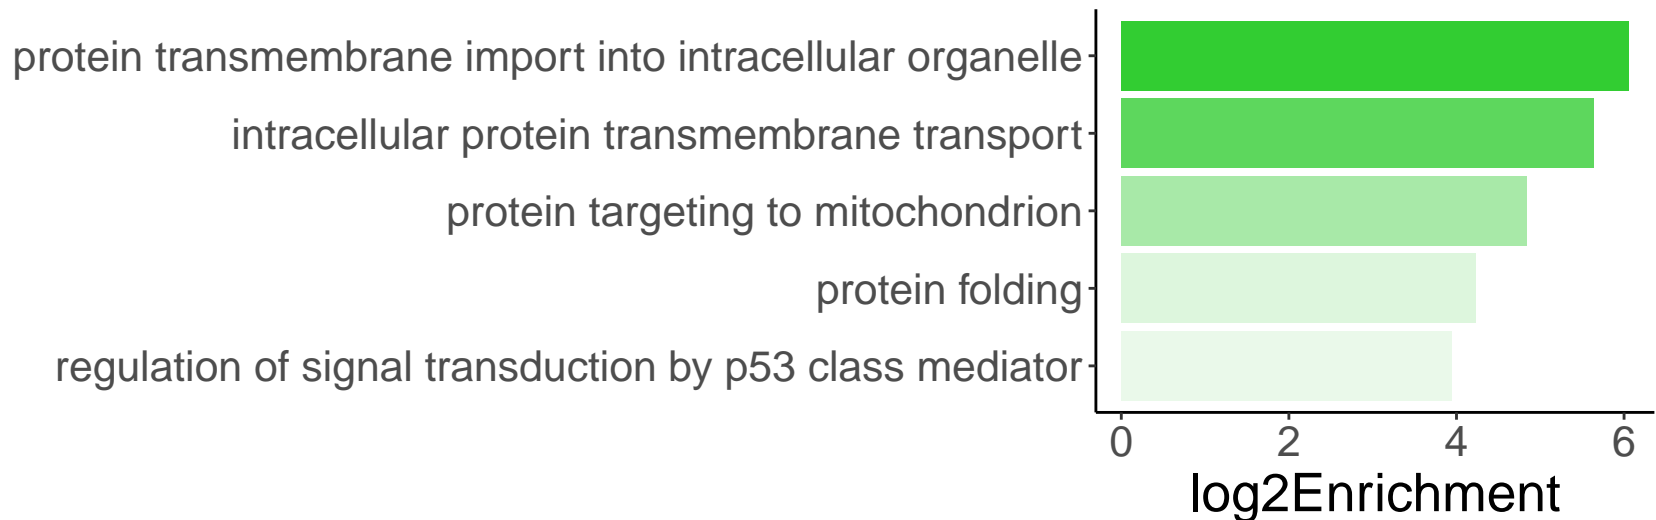 protein transmembrane import into intracellular organelle
intracellular protein transmembrane transport
protein targeting to mitochondrion
protein folding
regulation of signal transduction by p53 class mediator
0 2 4 6
log2Enrichment